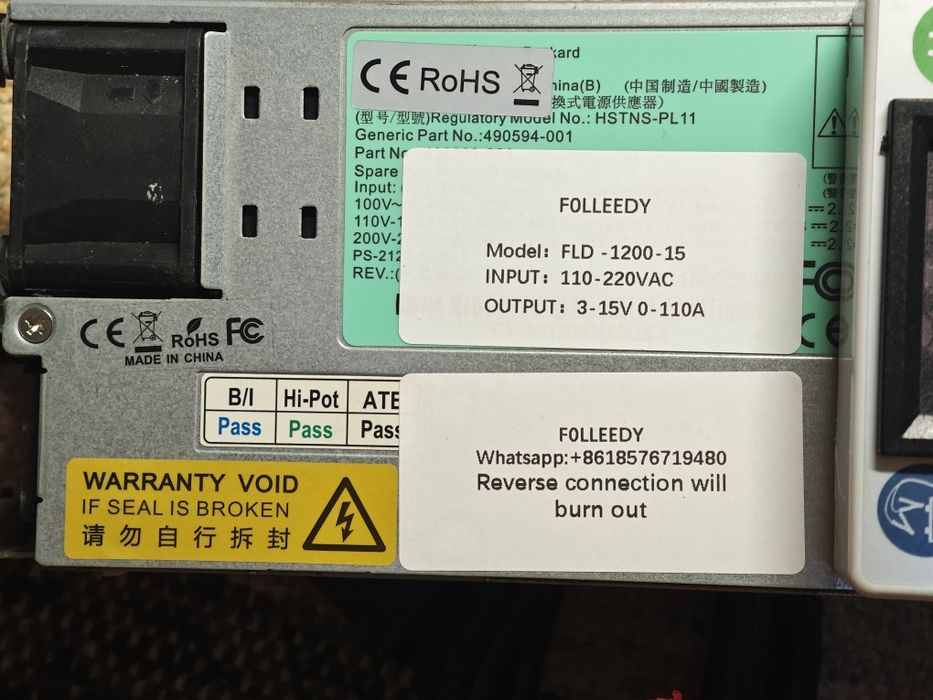 kard
CE RoHS
hina(B) (中国制造/中國製造)
換式電源供應器)
(型号/型號)Regulatory Model No.: HSTNS-PL11
Generic Part No.:490594-001
Part No
Spare
Input:
100V~
110V-1
200V-2
PS-212
REV.:(
F0LLEEDY
Model: FLD -1200-15
INPUT: 110-220VAC
OUTPUT: 3-15V 0-110A
CE RoHS FC
MADE IN CHINA
B/I Hi-Pot ATE
Pass Pass Pass
F0LLEEDY
Whatsapp:+8618576719480
Reverse connection will
burn out
WARRANTY VOID
IF SEAL IS BROKEN
请勿自行拆封